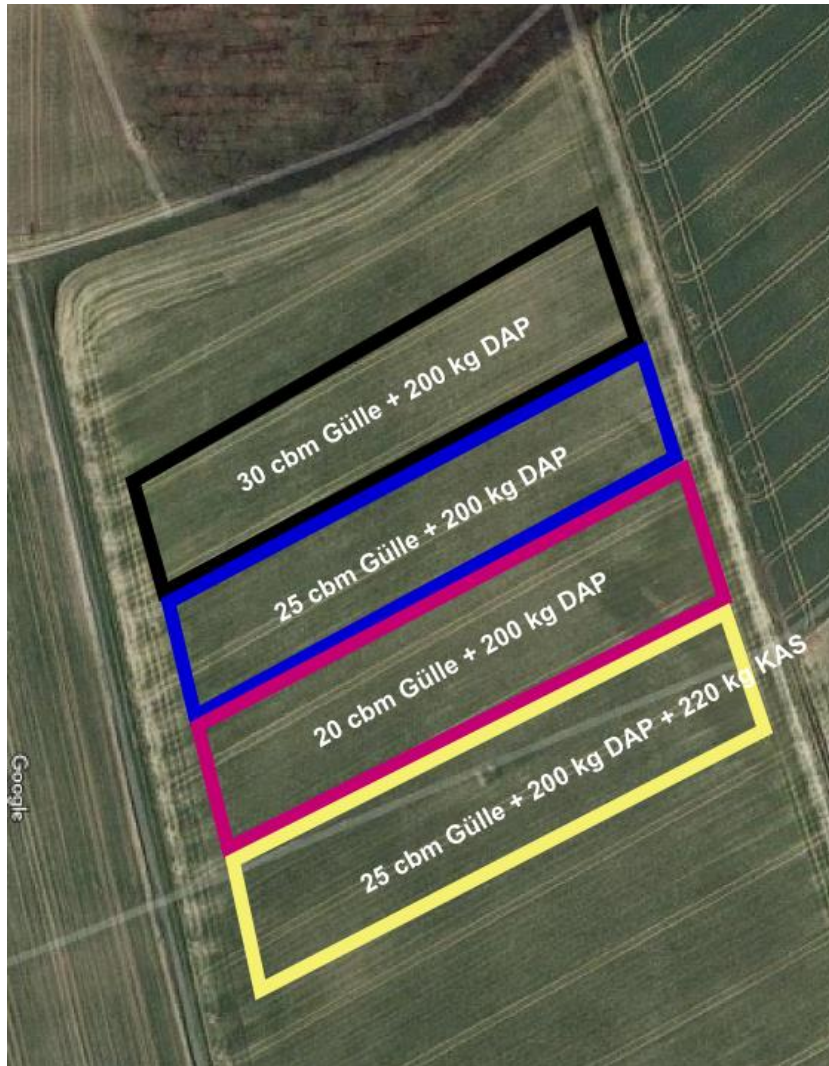 30 cbm Gülle + 200 kg DAP
25 cbm Gülle + 200 kg DAP
20 cbm Gülle + 200 kg DAP
25 cbm Gülle + 200 kg DAP + 220 kg KAS
Google